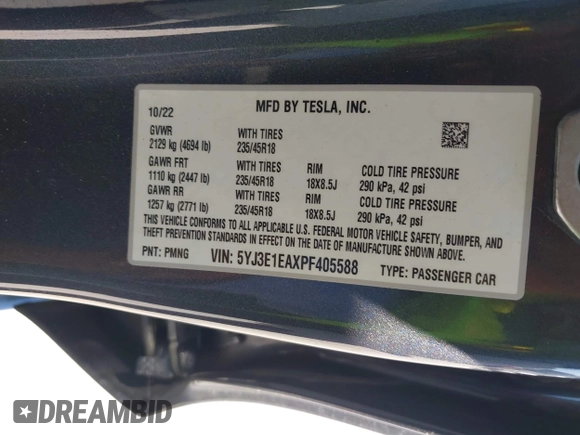 10/22 MFD BY TESLA, INC.
GVWR WITH TIRES
2129 kg (4694 lb) 235/45R18
GAWR FRT WITH TIRES RIM COLD TIRE PRESSURE
1110 kg (2447 lb) 235/45R18 18X8.5J 290 kPa, 42 psi
GAWR RR WITH TIRES RIM COLD TIRE PRESSURE
1257 kg (2771 lb) 235/45R18 18X8.5J 290 kPa, 42 psi
THIS VEHICLE CONFORMS TO ALL APPLICABLE U.S. FEDERAL MOTOR VEHICLE SAFETY, BUMPER, AND
THEFT PREVENTION STANDARDS IN EFFECT ON THE DATE OF MANUFACTURE SHOWN ABOVE.
PNT: PMNG VIN: 5YJ3E1EAXPF405588 TYPE: PASSENGER CAR
DREAMBID